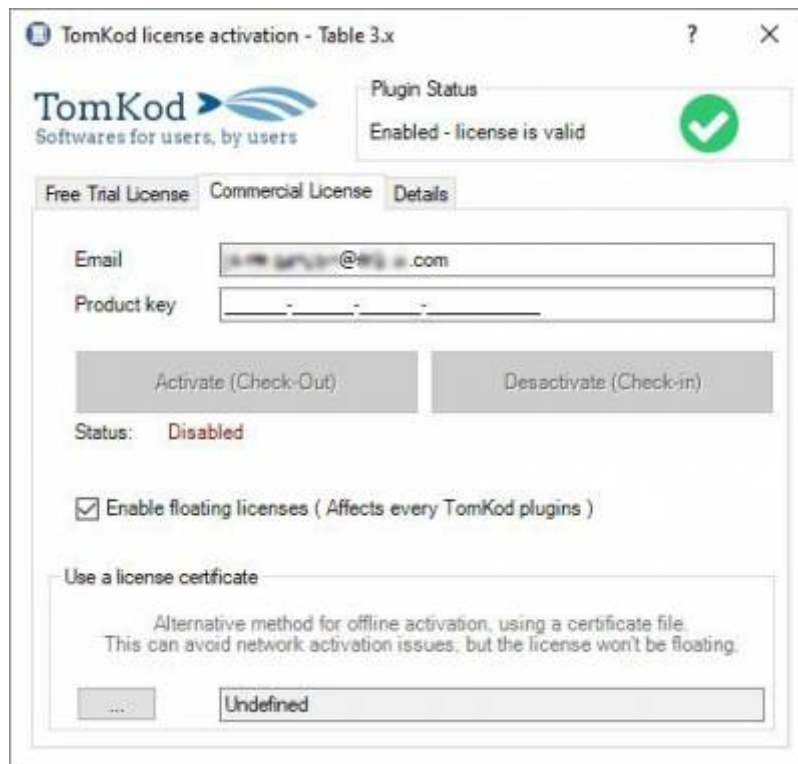 TomKod license activation - Table 3.x
?
TomKod
Softwares for users, by users
Plugin Status
Enabled - license is valid
Free Trial License
Commercial License
Details
Email
@ .com
Product key
Activate (Check-Out)
Desactivate (Check-in)
Status: Disabled
Enable floating licenses ( Affects every TomKod plugins )
Use a license certificate
Alternative method for offline activation, using a certificate file.
This can avoid network activation issues, but the license won't be floating.
...
Undefined